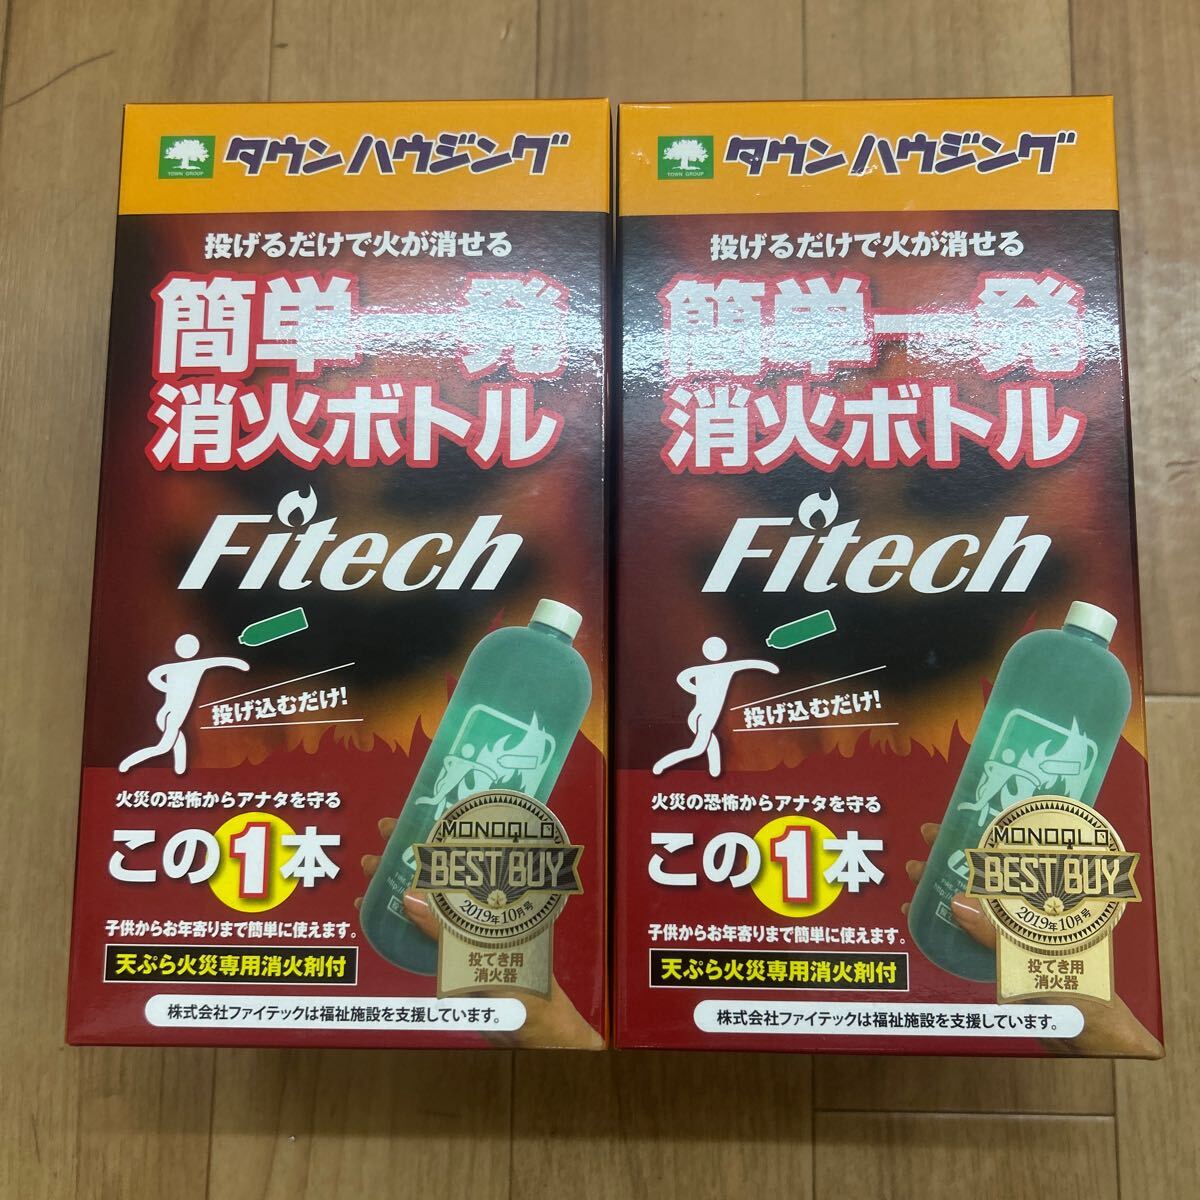 TOWN GROUP
タウンハウジング
投げるだけで火が消せる
簡単一発
消火ボトル
Fitech
投げ込むだけ!
火災の恐怖からアナタを守る
この1本
子供からお年寄りまで簡単に使えます。
天ぷら火災専用消火剤付
MONOQLO
BEST BUY
2019年10月号
投てき用
消火器
株式会社ファイテックは福祉施設を支援しています。
TOWN GROUP
タウンハウジング
投げるだけで火が消せる
簡単一発
消火ボトル
Fitech
投げ込むだけ!
火災の恐怖からアナタを守る
この1本
子供からお年寄りまで簡単に使えます。
天ぷら火災専用消火剤付
MONOQLO
BEST BUY
2019年10月号
投てき用
消火器
株式会社ファイテックは福祉施設を支援しています。